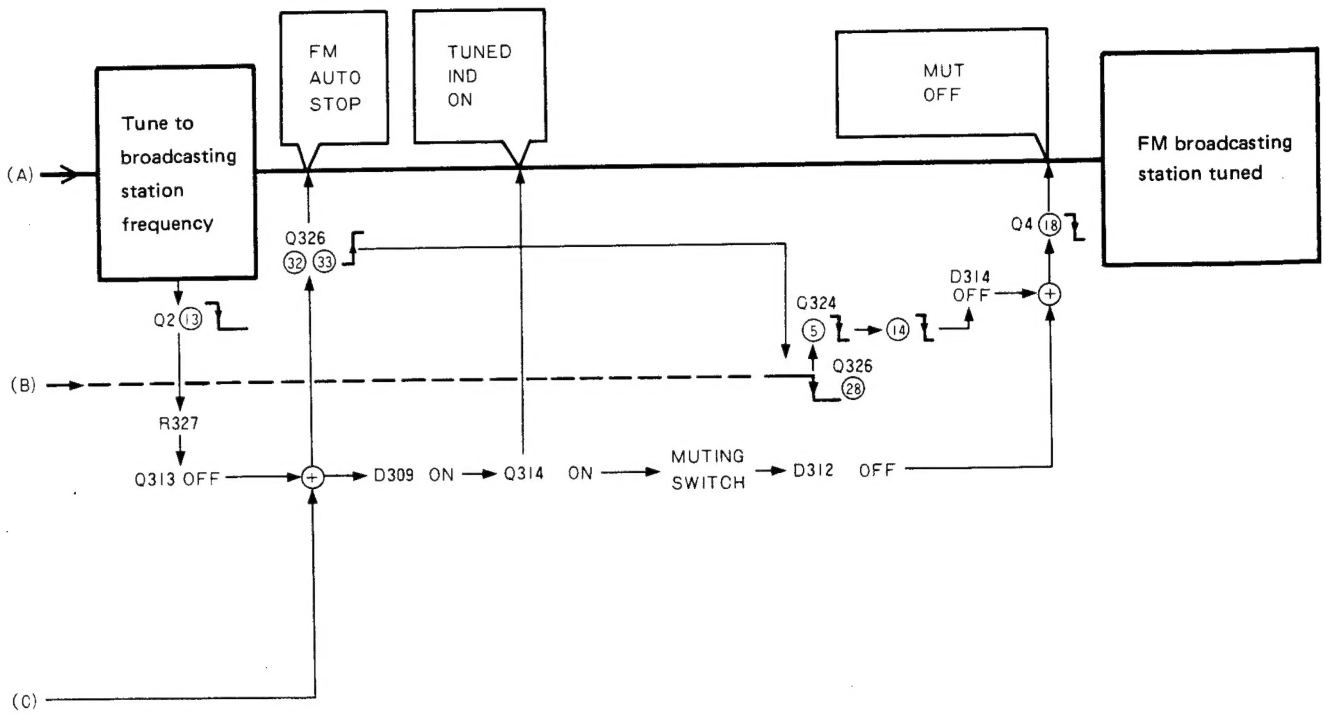 FM
AUTO
STOP
TUNED
IND
ON
MUT
OFF
Tune to
broadcasting
station
frequency
FM broadcasting
station tuned
(A)
Q326
32 33
Q4 18
D314
OFF
Q2 13
Q324
5 14
Q326
28
(B)
R327
Q313 OFF
D309 ON
Q314 ON
MUTING
SWITCH
D312 OFF
(C)